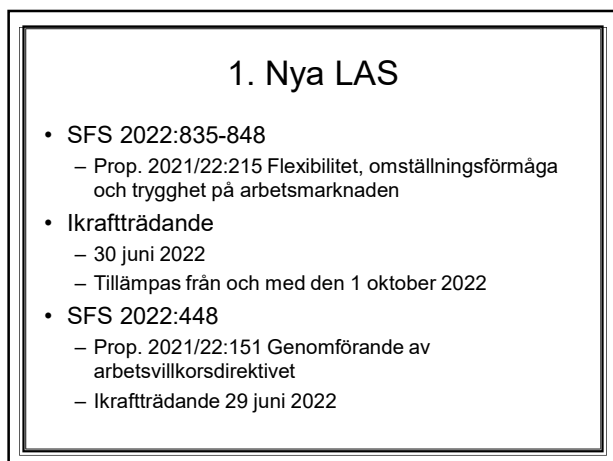 1. Nya LAS
• SFS 2022:835-848
– Prop. 2021/22:215 Flexibilitet, omställningsförmåga
och trygghet på arbetsmarknaden
• Ikraftträdande
– 30 juni 2022
– Tillämpas från och med den 1 oktober 2022
• SFS 2022:448
– Prop. 2021/22:151 Genomförande av
arbetsvillkorsdirektivet
– Ikraftträdande 29 juni 2022